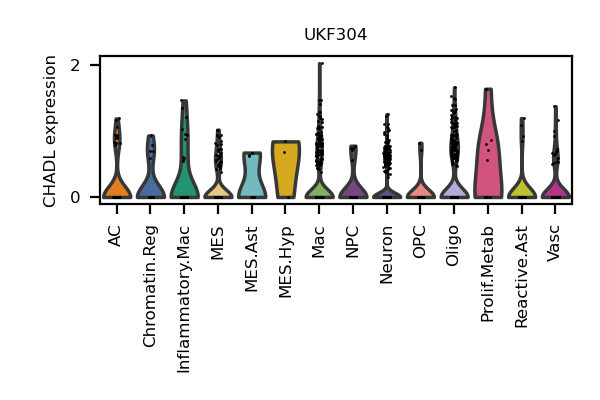 UKF304
CHADL expression
2
0
AC
Chromatin.Reg
Inflammatory.Mac
MES
MES.Ast
MES.Hyp
Mac
NPC
Neuron
OPC
Oligo
Prolif.Metab
Reactive.Ast
Vasc